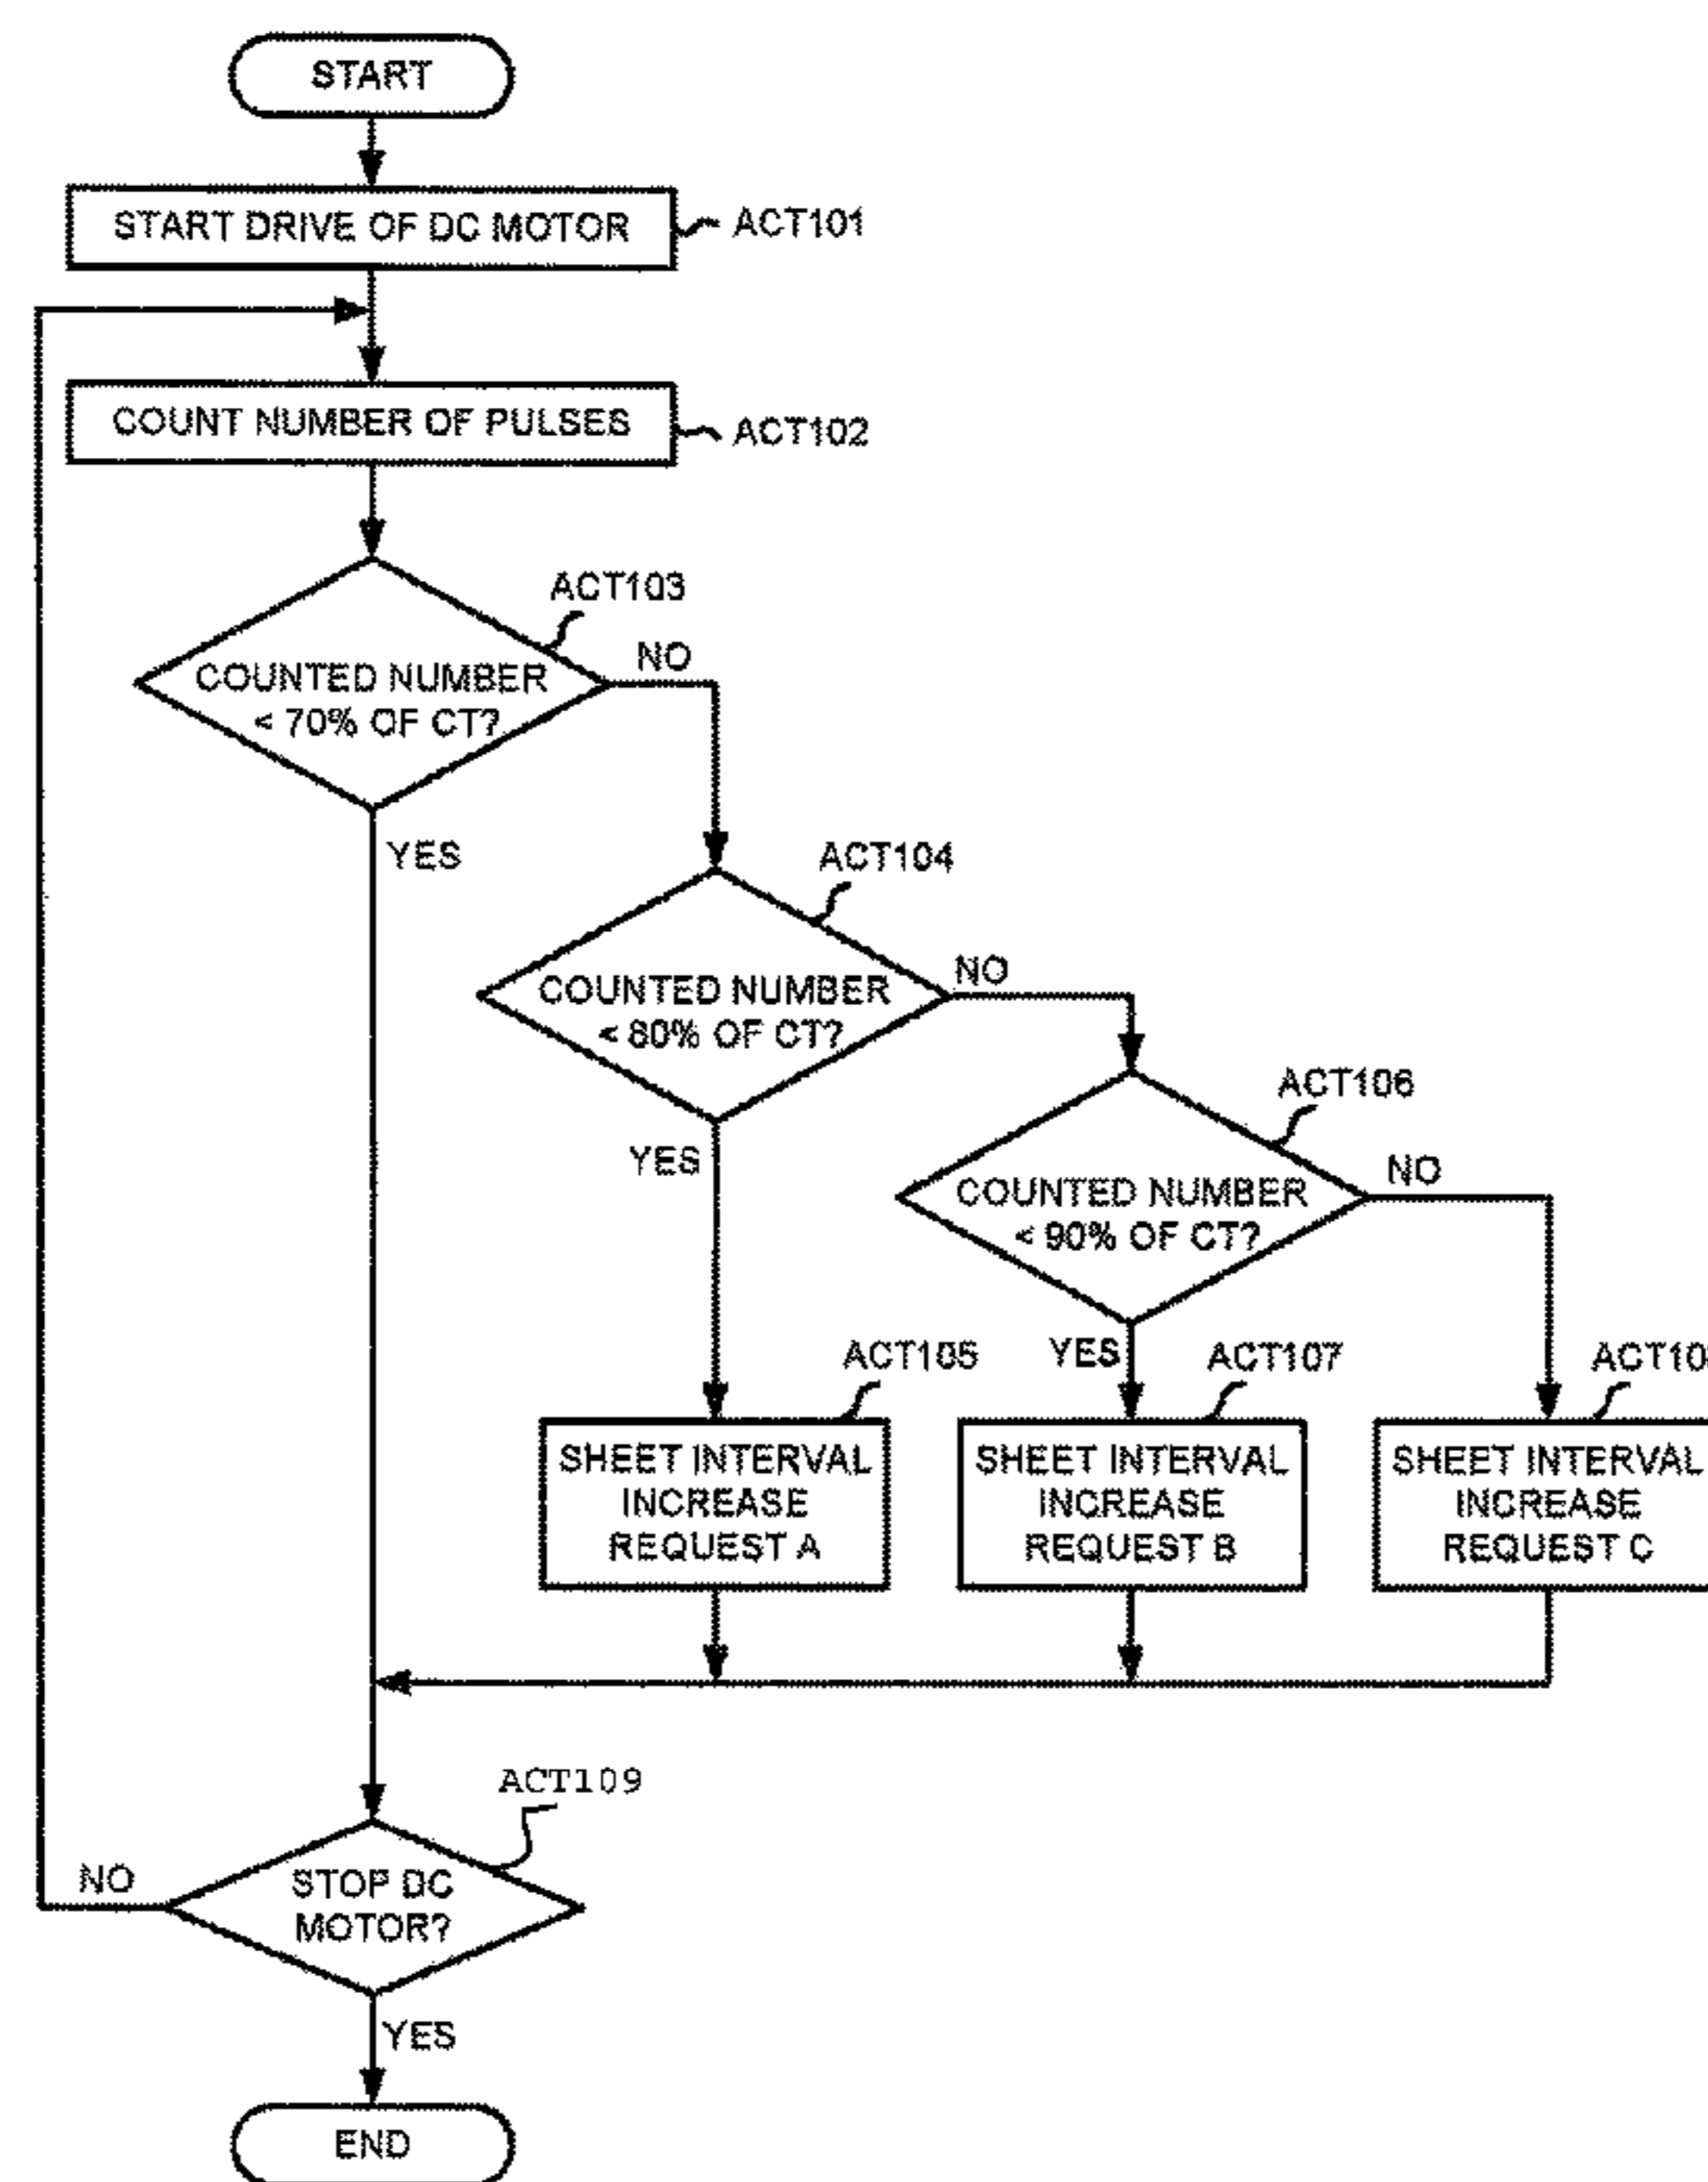 START
START DRIVE OF DC MOTOR
ACT101
COUNT NUMBER OF PULSES
ACT102
ACT103
COUNTED NUMBER
< 70% OF CT?
NO
YES
ACT104
COUNTED NUMBER
< 80% OF CT?
NO
YES
ACT106
COUNTED NUMBER
< 90% OF CT?
NO
YES
ACT105
SHEET INTERVAL
INCREASE
REQUEST A
ACT107
SHEET INTERVAL
INCREASE
REQUEST B
SHEET INTERVAL
INCREASE
REQUEST C
ACT109
STOP DC
MOTOR?
NO
YES
END